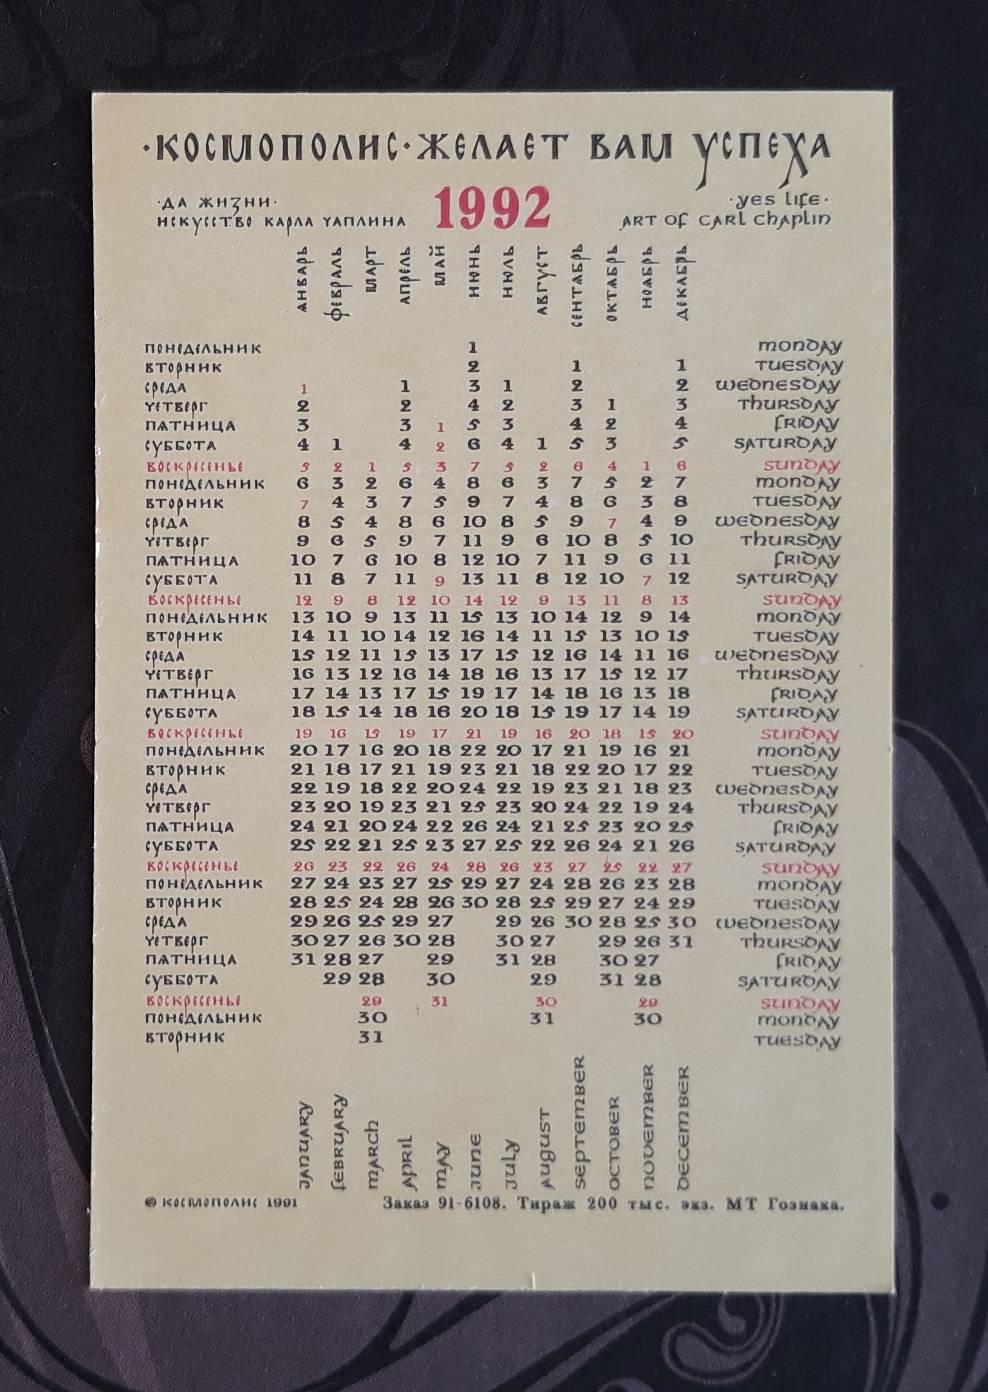 ·КОСМОПОЛИС·ЖЕЛАЕТ ВАМ УСПЕХА
·ДА ЖИЗНИ· 1992 ·YES LIFE·
ИСКУССТВО КАРЛА ЧАПЛИНА ART OF CARL CHAPLIN
ЯНВАРЬ ФЕВРАЛЬ МАРТ АПРЕЛЬ МАЙ ИЮНЬ ИЮЛЬ АВГУСТ СЕНТАБРЬ ОКТАБРЬ НОАБРЬ ДЕКАБРЬ
ПОНЕДЕЛЬНИК 1 MONDAY
ВТОРНИК 2 1 1 TUESDAY
СРЕДА 1 1 3 1 2 2 WEDNESDAY
ЧЕТВЕРГ 2 2 4 2 3 1 3 THURSDAY
ПЯТНИЦА 3 3 1 5 3 4 2 4 FRIDAY
СУББОТА 4 1 4 2 6 4 1 5 3 5 SATURDAY
ВОСКРЕСЕНЬЕ 5 2 1 5 3 7 5 2 6 4 1 6 SUNDAY
ПОНЕДЕЛЬНИК 6 3 2 6 4 8 6 3 7 5 2 7 MONDAY
ВТОРНИК 7 4 3 7 5 9 7 4 8 6 3 8 TUESDAY
СРЕДА 8 5 4 8 6 10 8 5 9 7 4 9 WEDNESDAY
ЧЕТВЕРГ 9 6 5 9 7 11 9 6 10 8 5 10 THURSDAY
ПЯТНИЦА 10 7 6 10 8 12 10 7 11 9 6 11 FRIDAY
СУББОТА 11 8 7 11 9 13 11 8 12 10 7 12 SATURDAY
ВОСКРЕСЕНЬЕ 12 9 8 12 10 14 12 9 13 11 8 13 SUNDAY
ПОНЕДЕЛЬНИК 13 10 9 13 11 15 13 10 14 12 9 14 MONDAY
ВТОРНИК 14 11 10 14 12 16 14 11 15 13 10 15 TUESDAY
СРЕДА 15 12 11 15 13 17 15 12 16 14 11 16 WEDNESDAY
ЧЕТВЕРГ 16 13 12 16 14 18 16 13 17 15 12 17 THURSDAY
ПЯТНИЦА 17 14 13 17 15 19 17 14 18 16 13 18 FRIDAY
СУББОТА 18 15 14 18 16 20 18 15 19 17 14 19 SATURDAY
ВОСКРЕСЕНЬЕ 19 16 15 19 17 21 19 16 20 18 15 20 SUNDAY
ПОНЕДЕЛЬНИК 20 17 16 20 18 22 20 17 21 19 16 21 MONDAY
ВТОРНИК 21 18 17 21 19 23 21 18 22 20 17 22 TUESDAY
СРЕДА 22 19 18 22 20 24 22 19 23 21 18 23 WEDNESDAY
ЧЕТВЕРГ 23 20 19 23 21 25 23 20 24 22 19 24 THURSDAY
ПЯТНИЦА 24 21 20 24 22 26 24 21 25 23 20 25 FRIDAY
СУББОТА 25 22 21 25 23 27 25 22 26 24 21 26 SATURDAY
ВОСКРЕСЕНЬЕ 26 23 22 26 24 28 26 23 27 25 22 27 SUNDAY
ПОНЕДЕЛЬНИК 27 24 23 27 25 29 27 24 28 26 23 28 MONDAY
ВТОРНИК 28 25 24 28 26 30 28 25 29 27 24 29 TUESDAY
СРЕДА 29 26 25 29 27 29 26 30 28 25 30 WEDNESDAY
ЧЕТВЕРГ 30 27 26 30 28 30 27 29 26 31 THURSDAY
ПЯТНИЦА 31 28 27 29 31 28 30 27 FRIDAY
СУББОТА 29 28 30 29 31 28 SATURDAY
ВОСКРЕСЕНЬЕ 29 31 30 29 SUNDAY
ПОНЕДЕЛЬНИК 30 31 30 MONDAY
ВТОРНИК 31 TUESDAY
JANUARY FEBRUARY MARCH APRIL MAY JUNE JULY AUGUST SEPTEMBER OCTOBER NOVEMBER DECEMBER
© КОСМОПОЛИС 1991 Заказ 91-6108. Тираж 200 тыс. экз. МТ Гознака.